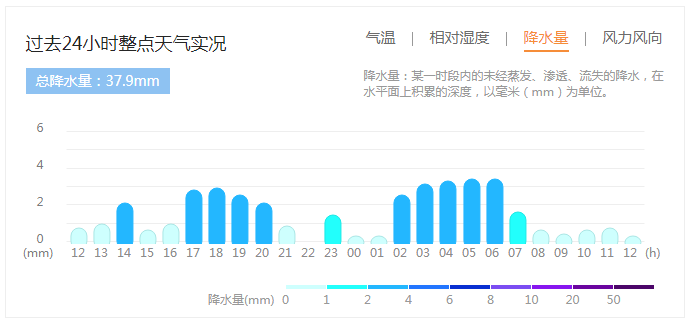 过去24小时整点天气实况
气温 | 相对湿度 | 降水量 | 风力风向
总降水量：37.9mm
降水量：某一时段内的未经蒸发、渗透、流失的降水，在
水平面上积累的深度，以毫米（mm）为单位。
6
4
2
0
(mm) 12 13 14 15 16 17 18 19 20 21 22 23 00 01 02 03 04 05 06 07 08 09 10 11 12 (h)
降水量(mm) 0 1 2 4 6 8 10 20 50